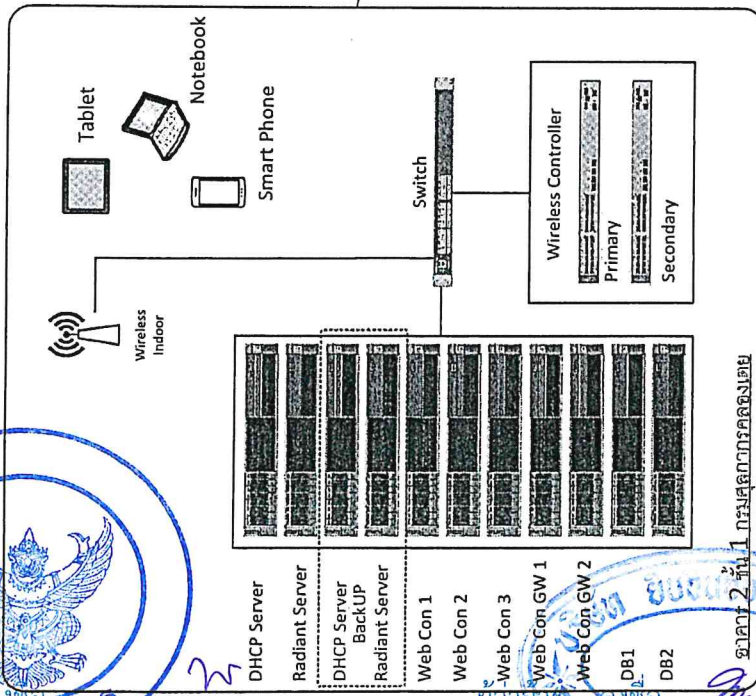 Tablet
Notebook
Smart Phone
Wireless
Indoor
Switch
Wireless Controller
Primary
Secondary
DHCP Server
Radiant Server
DHCP Server
BackUP
Radiant Server
Web Con 1
Web Con 2
Web Con 3
Web Con GW 1
Web Con GW 2
DB1
DB2
อาคาร 2 ชั้น 11 กรมศุลกากรคลองเตย